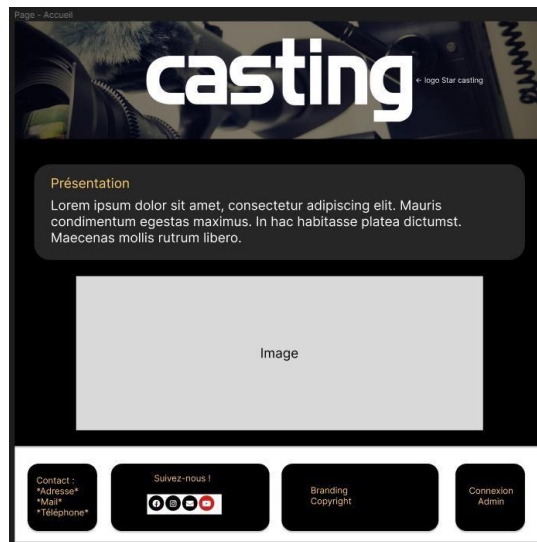 Page - Accueil
casting
← logo Star casting
Présentation
Lorem ipsum dolor sit amet, consectetur adipiscing elit. Mauris
condimentum egestas maximus. In hac habitasse platea dictumst.
Maecenas mollis rutrum libero.
Image
Contact :
*Adresse*
*Mail*
*Téléphone*
Suivez-nous !
Branding
Copyright
Connexion
Admin